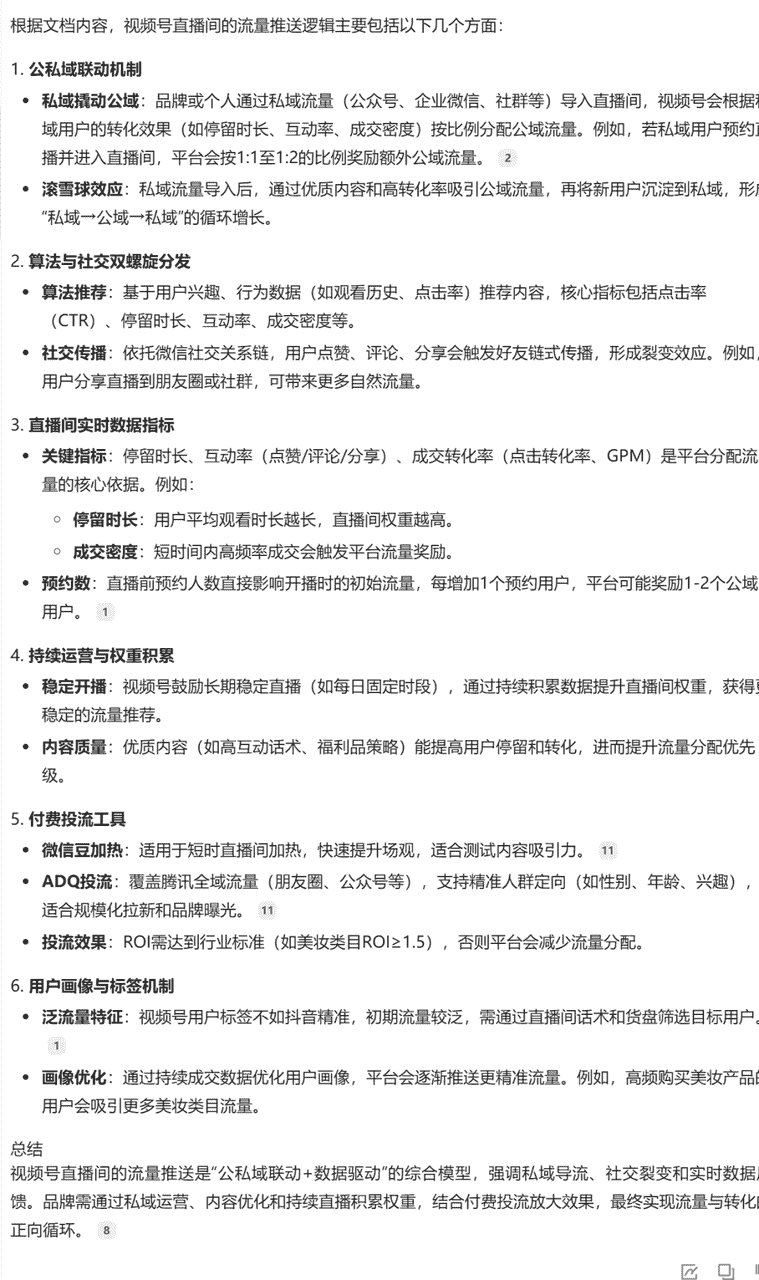 根据文档内容，视频号直播间的流量推送逻辑主要包括以下几个方面：
1. 公私域联动机制
• 私域撬动公域：品牌或个人通过私域流量（公众号、企业微信、社群等）导入直播间，视频号会根据
域用户的转化效果（如停留时长、互动率、成交密度）按比例分配公域流量。例如，若私域用户预约
播并进入直播间，平台会按1:1至1:2的比例奖励额外公域流量。 2
• 滚雪球效应：私域流量导入后，通过优质内容和高转化率吸引公域流量，再将新用户沉淀到私域，形
“私域→公域→私域”的循环增长。
2. 算法与社交双螺旋分发
• 算法推荐：基于用户兴趣、行为数据（如观看历史、点击率）推荐内容，核心指标包括点击率
（CTR）、停留时长、互动率、成交密度等。
• 社交传播：依托微信社交关系链，用户点赞、评论、分享会触发好友链式传播，形成裂变效应。例如，
用户分享直播到朋友圈或社群，可带来更多自然流量。
3. 直播间实时数据指标
• 关键指标：停留时长、互动率（点赞/评论/分享）、成交转化率（点击转化率、GPM）是平台分配流
量的核心依据。例如：
◦ 停留时长：用户平均观看时长越长，直播间权重越高。
◦ 成交密度：短时间内高频率成交会触发平台流量奖励。
• 预约数：直播前预约人数直接影响开播时的初始流量，每增加1个预约用户，平台可能奖励1-2个公域
用户。 1
4. 持续运营与权重积累
• 稳定开播：视频号鼓励长期稳定直播（如每日固定时段），通过持续积累数据提升直播间权重，获得
稳定的流量推荐。
• 内容质量：优质内容（如高互动话术、福利品策略）能提高用户停留和转化，进而提升流量分配优先
级。
5. 付费投流工具
• 微信豆加热：适用于短时直播间加热，快速提升场观，适合测试内容吸引力。 11
• ADQ投流：覆盖腾讯全域流量（朋友圈、公众号等），支持精准人群定向（如性别、年龄、兴趣），
适合规模化拉新和品牌曝光。 11
• 投流效果：ROI需达到行业标准（如美妆类目ROI≥1.5），否则平台会减少流量分配。
6. 用户画像与标签机制
• 泛流量特征：视频号用户标签不如抖音精准，初期流量较泛，需通过直播间话术和货盘筛选目标用户。
1
• 画像优化：通过持续成交数据优化用户画像，平台会逐渐推送更精准流量。例如，高频购买美妆产品
用户会吸引更多美妆类目流量。
总结
视频号直播间的流量推送是“公私域联动+数据驱动”的综合模型，强调私域导流、社交裂变和实时数据
馈。品牌需通过私域运营、内容优化和持续直播积累权重，结合付费投流放大效果，最终实现流量与转化
正向循环。 8